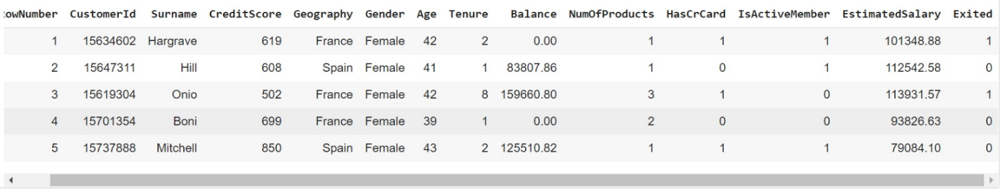 owNumber CustomerId Surname CreditScore Geography Gender Age Tenure Balance NumOfProducts HasCrCard IsActiveMember EstimatedSalary Exited
1 15634602 Hargrave 619 France Female 42 2 0.00 1 1 1 101348.88 1
2 15647311 Hill 608 Spain Female 41 1 83807.86 1 0 1 112542.58 0
3 15619304 Onio 502 France Female 42 8 159660.80 3 1 0 113931.57 1
4 15701354 Boni 699 France Female 39 1 0.00 2 0 0 93826.63 0
5 15737888 Mitchell 850 Spain Female 43 2 125510.82 1 1 1 79084.10 0